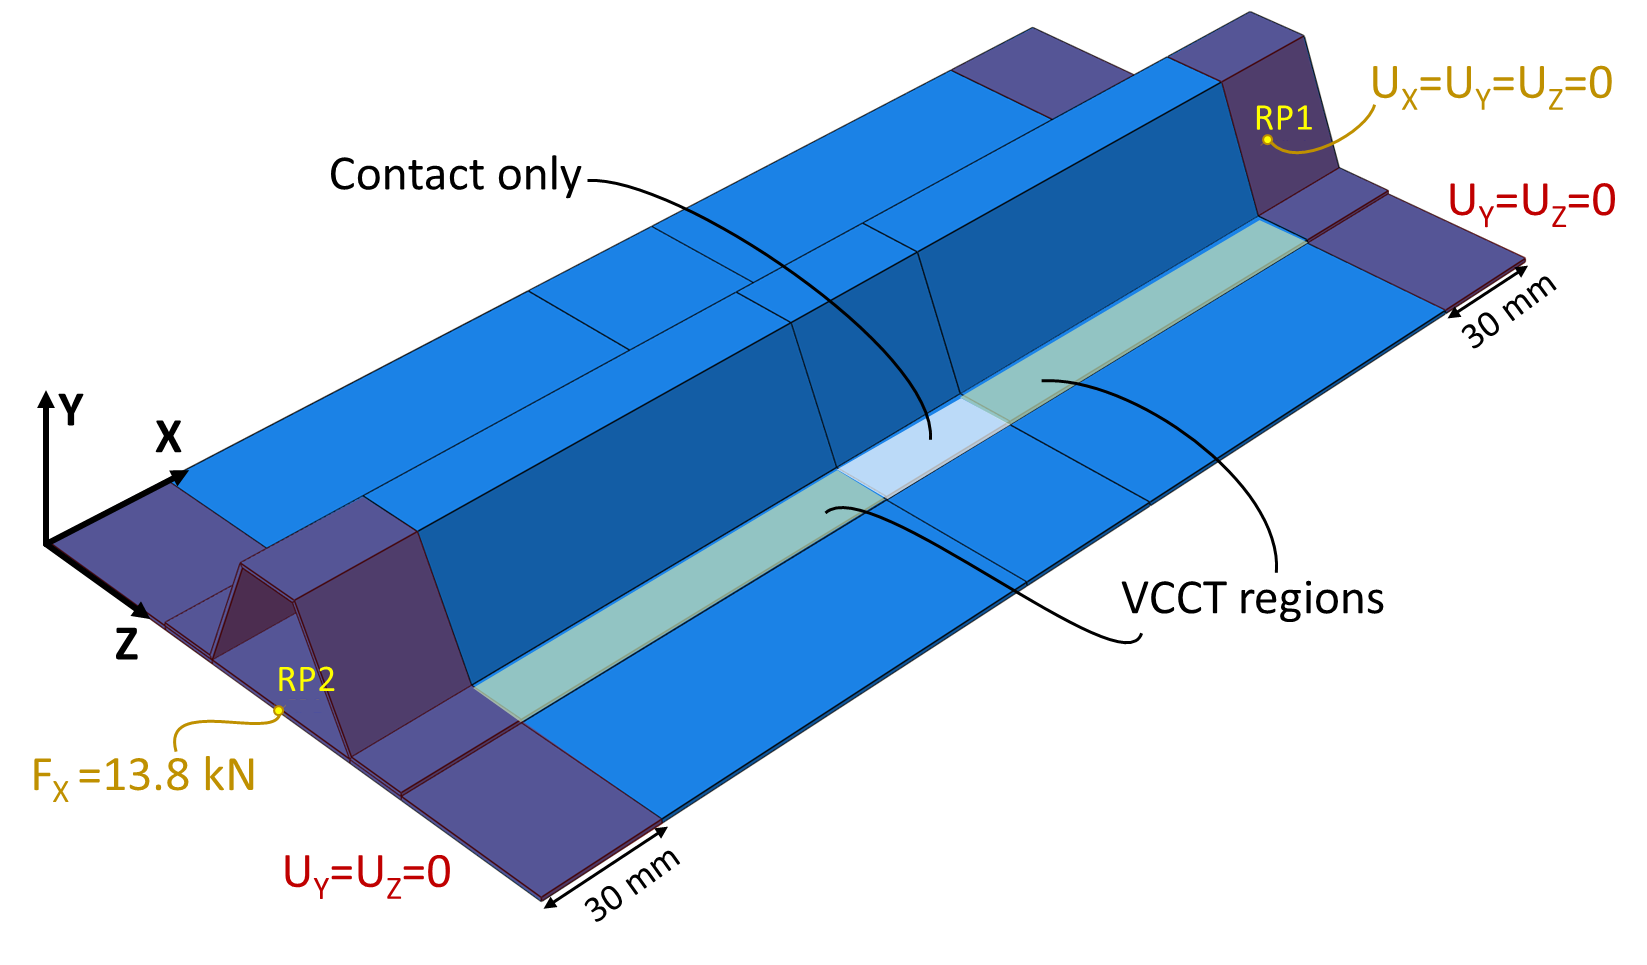 U_X=U_Y=U_Z=0
RP1
Contact only
U_Y=U_Z=0
30 mm
Y
X
Z
VCCT regions
RP2
F_X =13.8 kN
U_Y=U_Z=0
30 mm